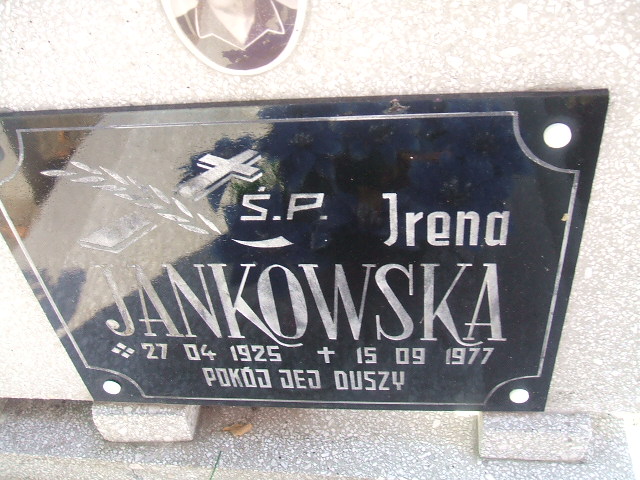 Ś.P. Irena
JANKOWSKA
27 04 1925 + 15 09 1977
POKÓJ JEJ DUSZY